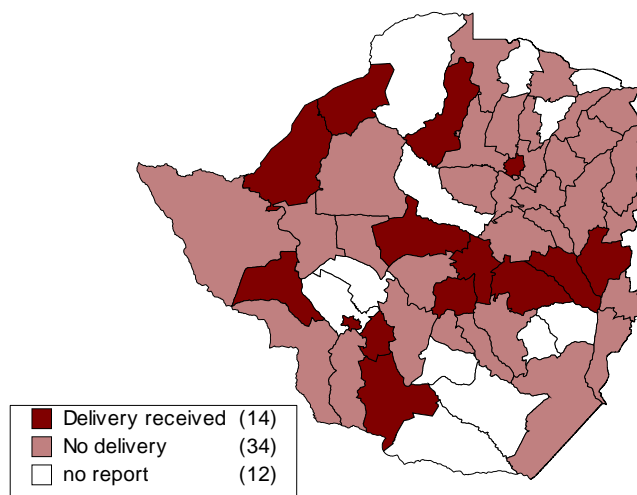 Delivery received (14)
No delivery (34)
no report (12)